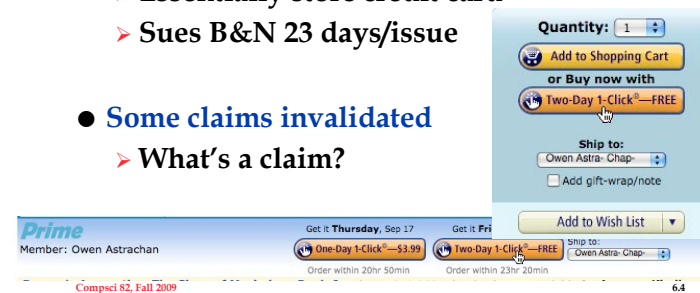 > Sues B&N 23 days/issue
● Some claims invalidated
> What's a claim?
Quantity: 1
Add to Shopping Cart
or Buy now with
Two-Day 1-Click®—FREE
Ship to:
Owen Astra- Chap-
Add gift-wrap/note
Add to Wish List
Prime
Member: Owen Astrachan
Get it Thursday, Sep 17
One-Day 1-Click®—$3.99
Order within 20hr 50min
Get it Fri
Two-Day 1-Click®—FREE
Order within 23hr 20min
Ship to:
Owen Astra- Chap-
Compsci 82, Fall 2009
6.4